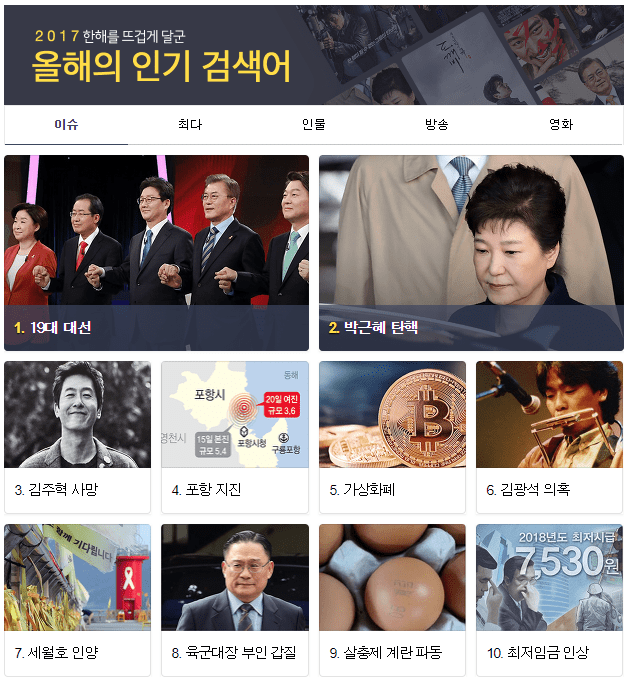 2017 한해를 뜨겁게 달군
올해의 인기 검색어
이슈
최다
인물
방송
영화
1. 19대 대선
2. 박근혜 탄핵
포항시
동해
20일 여진
규모 3.6
영천시
15일 본진
규모 5.4
포항시청
구룡포항
3. 김주혁 사망
4. 포항 지진
5. 가상화폐
6. 김광석 의혹
함께 기다립니다.
2018년도 최저시급
7,530원
7. 세월호 인양
8. 육군대장 부인 갑질
9. 살충제 계란 파동
10. 최저임금 인상